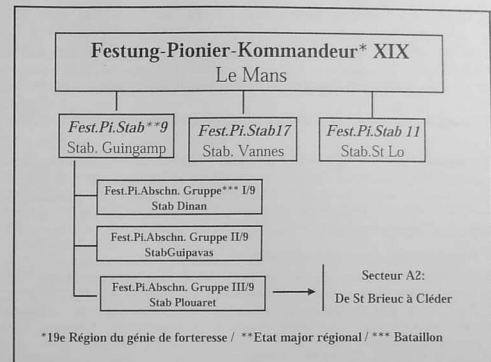 Festung-Pionier-Kommandeur* XIX
Le Mans
Fest.Pi.Stab**9
Stab. Guingamp
Fest.Pi.Stab17
Stab. Vannes
Fest.Pi.Stab 11
Stab.St Lo
Fest.Pi.Abschn. Gruppe*** I/9
Stab Dinan
Fest.Pi.Abschn. Gruppe II/9
StabGuipavas
Fest.Pi.Abschn. Gruppe III/9
Stab Plouaret
Secteur A2:
De St Brieuc à Cléder
*19e Région du génie de forteresse / **Etat major régional / *** Bataillon